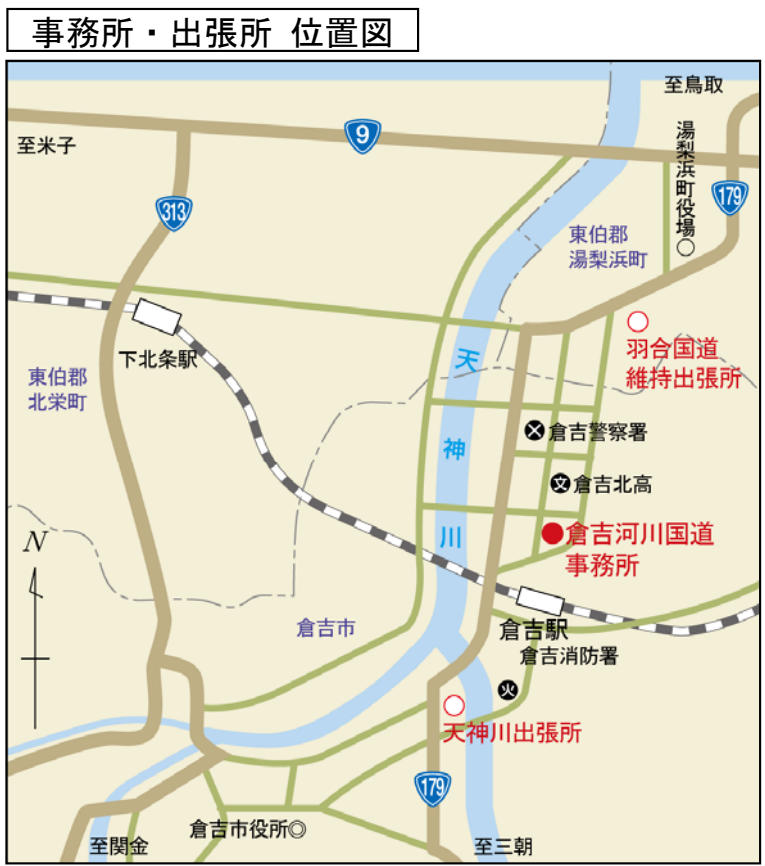 事務所・出張所 位置図
至鳥取
9
至米子
湯梨浜町役場○
179
313
東伯郡
湯梨浜町
羽合国道
維持出張所
下北条駅
天神川
東伯郡
北栄町
倉吉警察署
文
倉吉北高
倉吉河川国道
事務所
N
倉吉市
倉吉駅
倉吉消防署
火
天神川出張所
179
倉吉市役所◎
至関金
至三朝